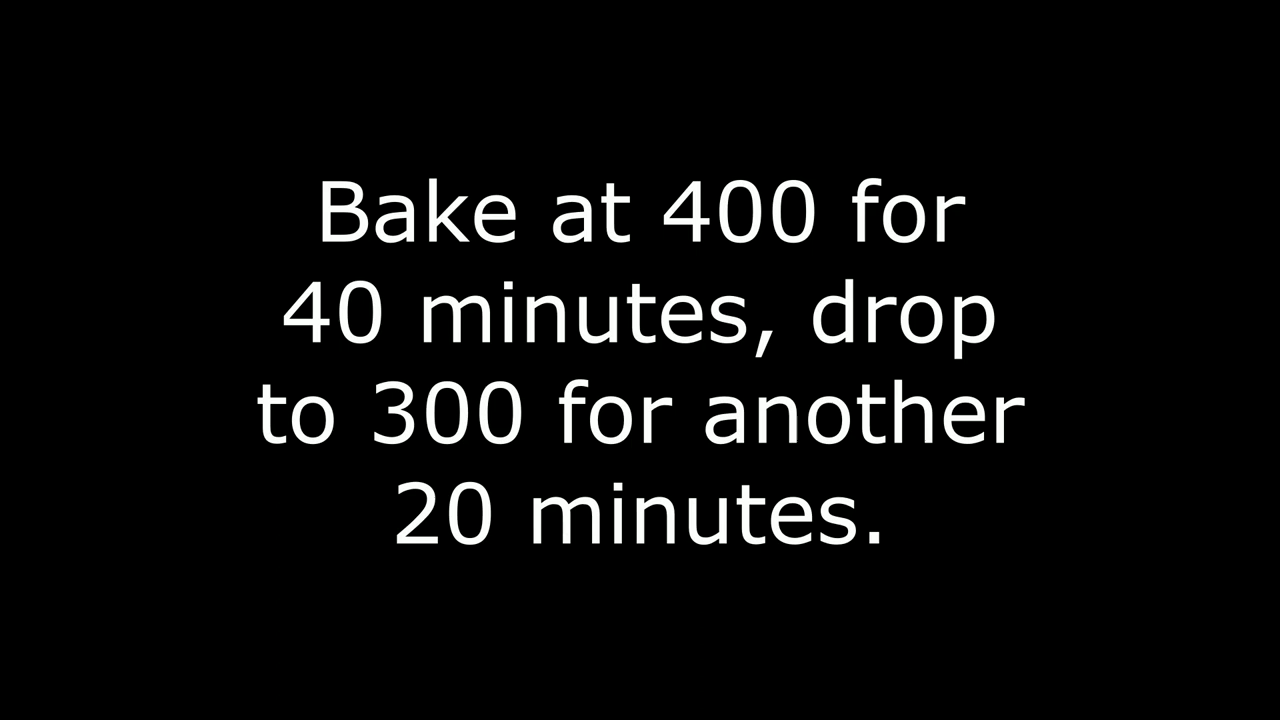 Bake at 400 for
40 minutes, drop
to 300 for another
20 minutes.